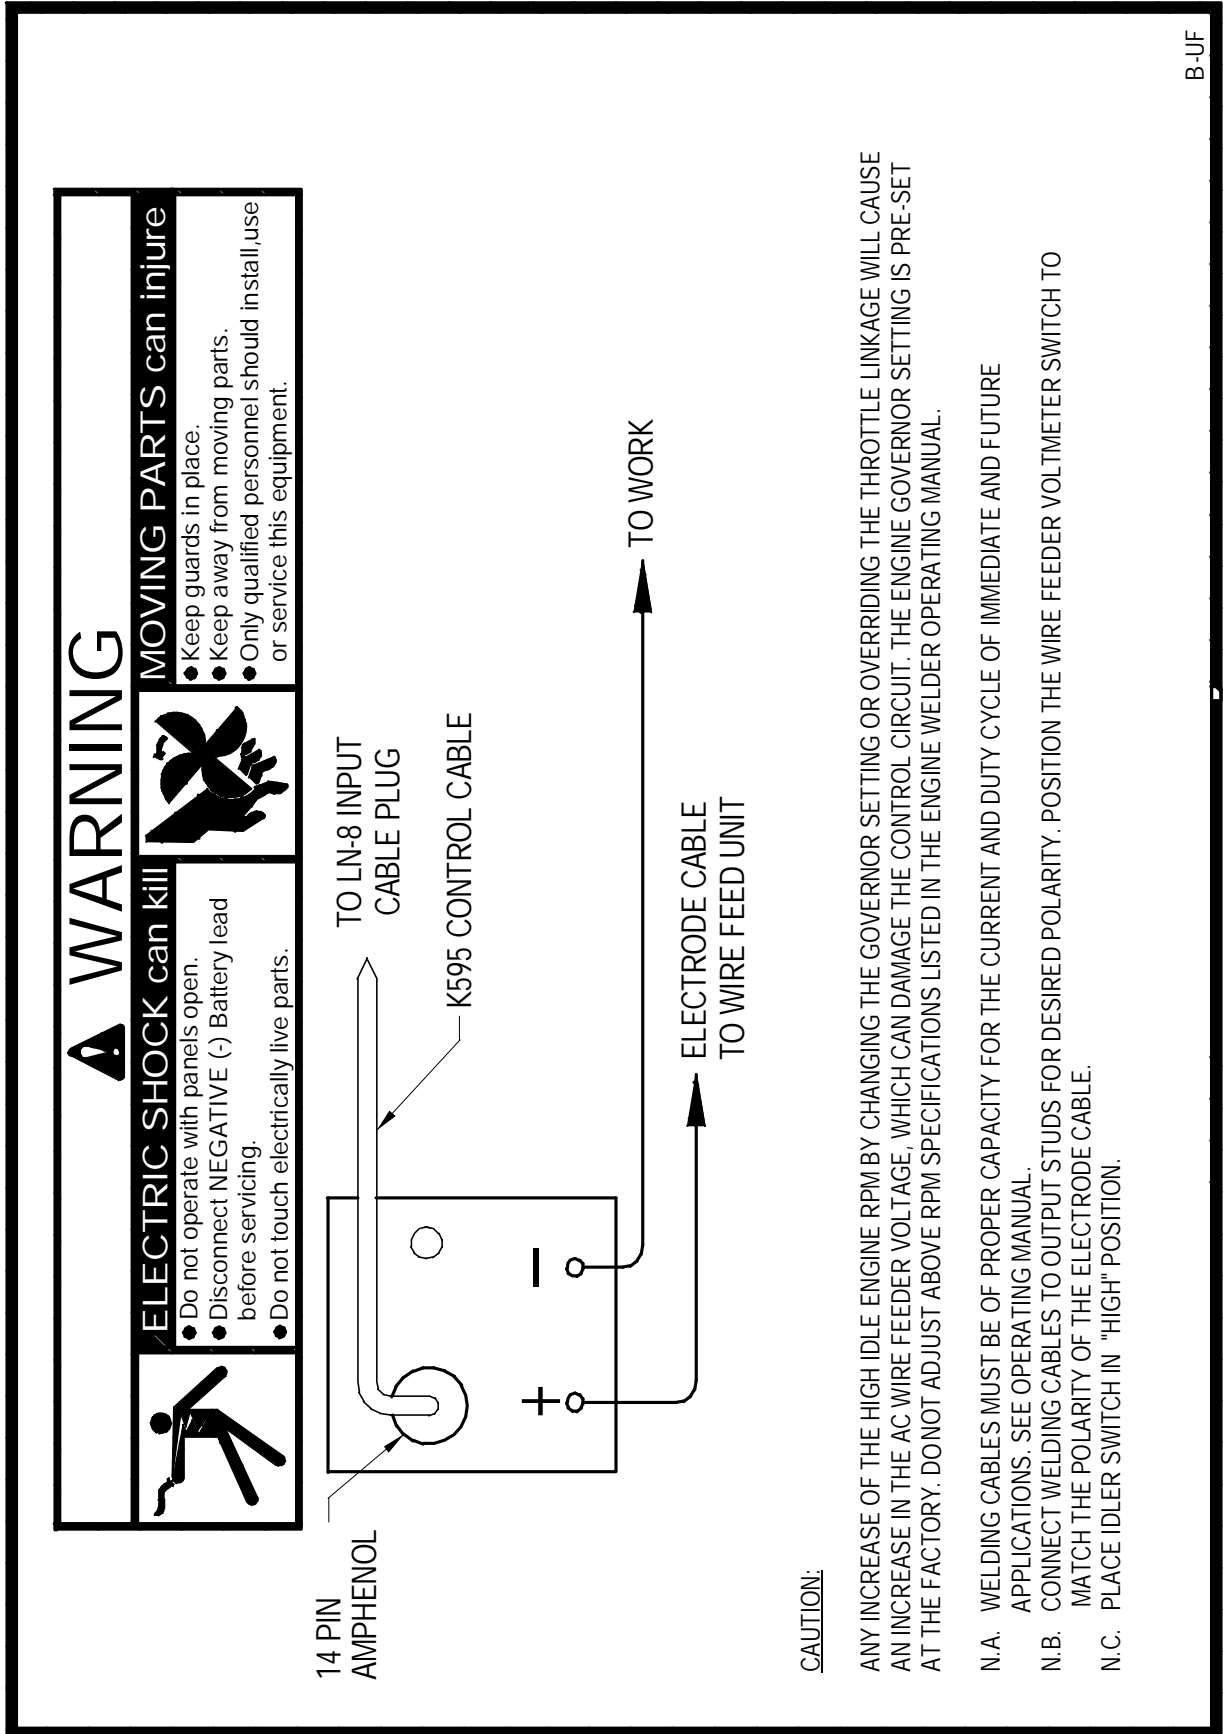 WARNING
ELECTRIC SHOCK can kill
● Do not operate with panels open.
● Disconnect NEGATIVE (-) Battery lead
before servicing.
● Do not touch electrically live parts.
MOVING PARTS can injure
● Keep guards in place.
● Keep away from moving parts.
● Only qualified personnel should install,use
or service this equipment.
14 PIN
AMPHENOL
TO LN-8 INPUT
CABLE PLUG
K595 CONTROL CABLE
+
-
TO WORK
ELECTRODE CABLE
TO WIRE FEED UNIT
CAUTION:
ANY INCREASE OF THE HIGH IDLE ENGINE RPM BY CHANGING THE GOVERNOR SETTING OR OVERRIDING THE THROTTLE LINKAGE WILL CAUSE
AN INCREASE IN THE AC WIRE FEEDER VOLTAGE, WHICH CAN DAMAGE THE CONTROL CIRCUIT. THE ENGINE GOVERNOR SETTING IS PRE-SET
AT THE FACTORY. DO NOT ADJUST ABOVE RPM SPECIFICATIONS LISTED IN THE ENGINE WELDER OPERATING MANUAL.
N.A. WELDING CABLES MUST BE OF PROPER CAPACITY FOR THE CURRENT AND DUTY CYCLE OF IMMEDIATE AND FUTURE
APPLICATIONS. SEE OPERATING MANUAL.
N.B. CONNECT WELDING CABLES TO OUTPUT STUDS FOR DESIRED POLARITY. POSITION THE WIRE FEEDER VOLTMETER SWITCH TO
MATCH THE POLARITY OF THE ELECTRODE CABLE.
N.C. PLACE IDLER SWITCH IN "HIGH" POSITION.
B-UF